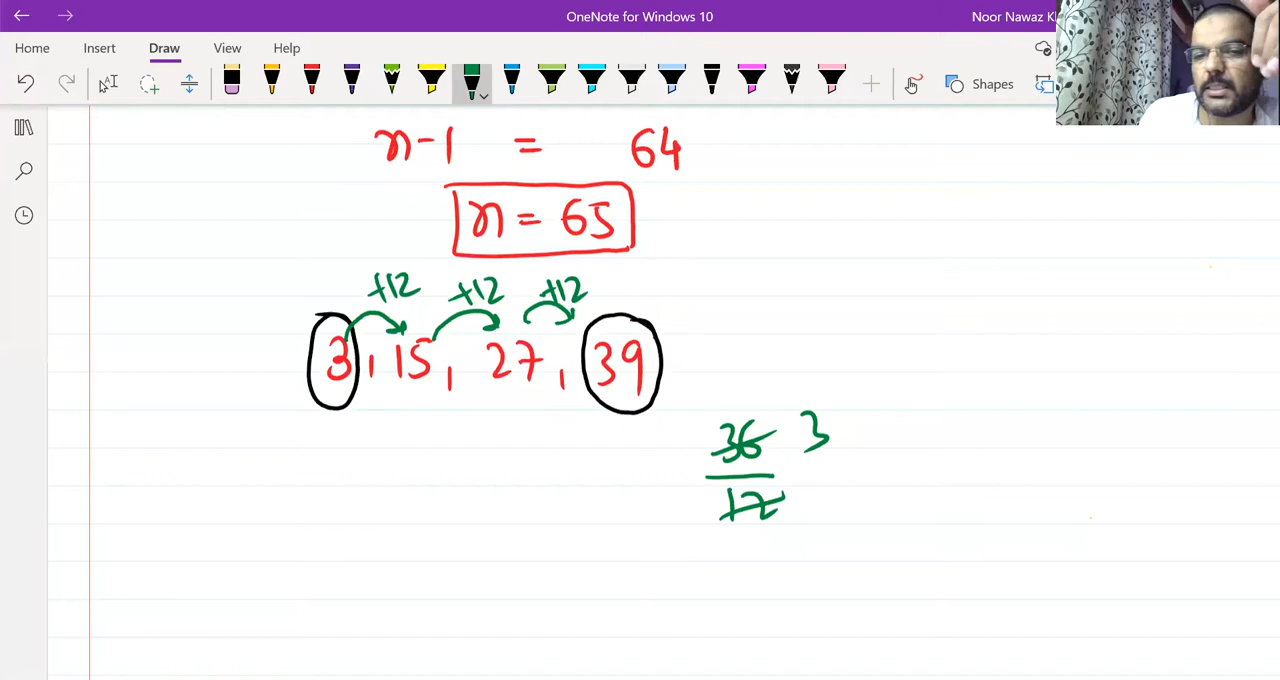 OneNote for Windows 10
Noor Nawaz K
Home Insert Draw View Help
Shapes
n-1 = 64
n = 65
+12 +12 +12
3, 15, 27, 39
36 3
12